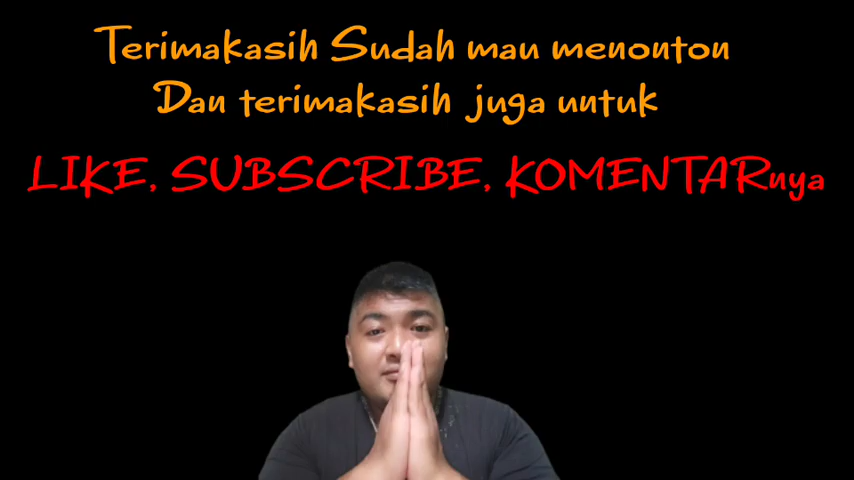 Terimakasih Sudah mau menonton
Dan terimakasih juga untuk
LIKE, SUBSCRIBE, KOMENTARnya